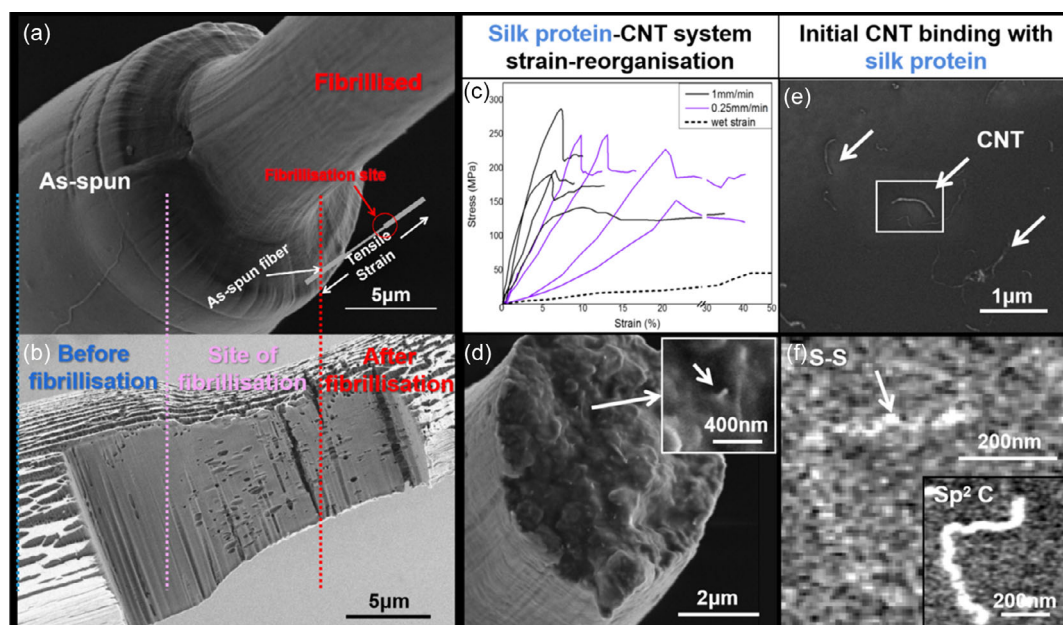 Silk protein-CNT system
strain-reorganisation
Initial CNT binding with
silk protein
(a)
Fibrillised
As-spun
Fibrillisation site
As-spun fiber
Tensile
Strain
5μm
(b)
Before
fibrillisation
Site of
fibrillisation
After
fibrillisation
5μm
(c)
300
250
200
150
100
50
Stress (MPa)
1mm/min
0.25mm/min
wet strain
0 5 10 15 20 25 30 40 50
Strain (%)
(d)
400nm
2μm
(e)
CNT
1μm
(f)
S-S
200nm
Sp² C
200nm